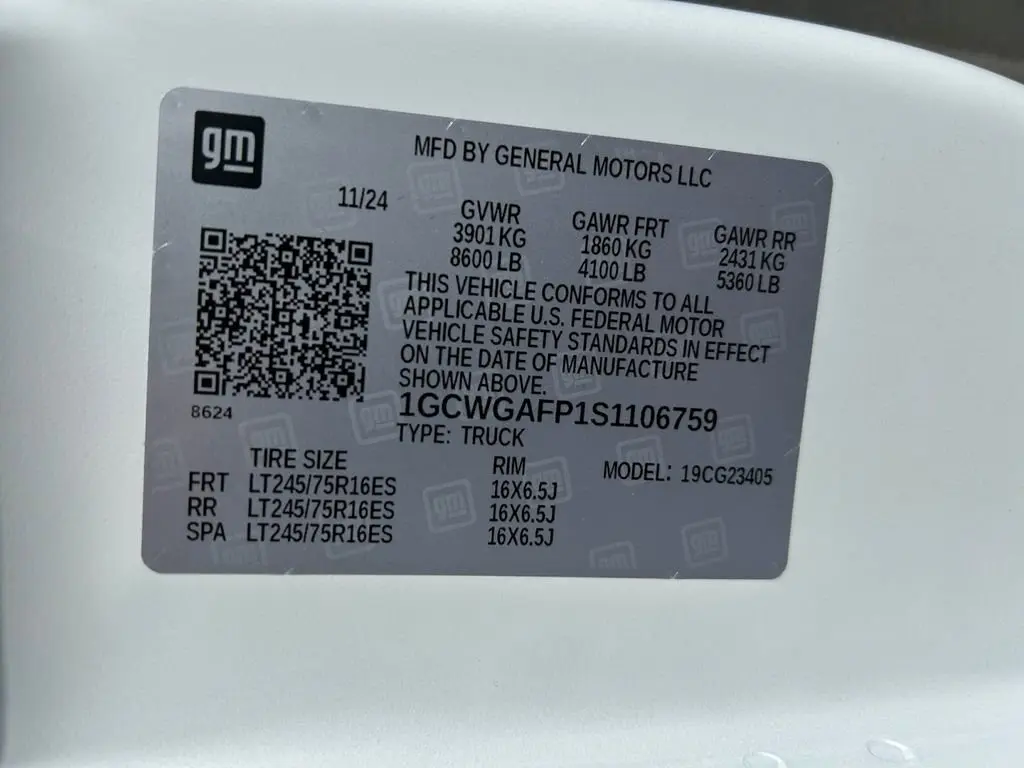 gm
MFD BY GENERAL MOTORS LLC
11/24
GVWR GAWR FRT GAWR RR
3901 KG 1860 KG 2431 KG
8600 LB 4100 LB 5360 LB
THIS VEHICLE CONFORMS TO ALL
APPLICABLE U.S. FEDERAL MOTOR
VEHICLE SAFETY STANDARDS IN EFFECT
ON THE DATE OF MANUFACTURE
SHOWN ABOVE.
8624
1GCWGAFP1S1106759
TYPE: TRUCK
TIRE SIZE RIM MODEL: 19CG23405
FRT LT245/75R16ES 16X6.5J
RR LT245/75R16ES 16X6.5J
SPA LT245/75R16ES 16X6.5J